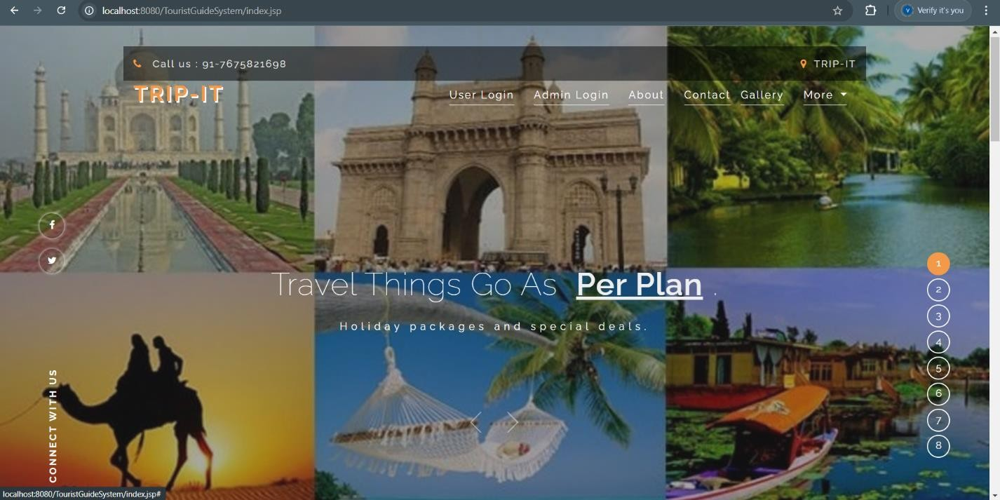 localhost:8080/TouristGuideSystem/index.jsp
Verify it's you
Call us : 91-7675821698
TRIP-IT
TRIP-IT
User Login Admin Login About Contact Gallery More
Travel Things Go As Per Plan .
Holiday packages and special deals.
CONNECT WITH US
1
2
3
4
5
6
7
8
localhost:8080/TouristGuideSystem/index.jsp#